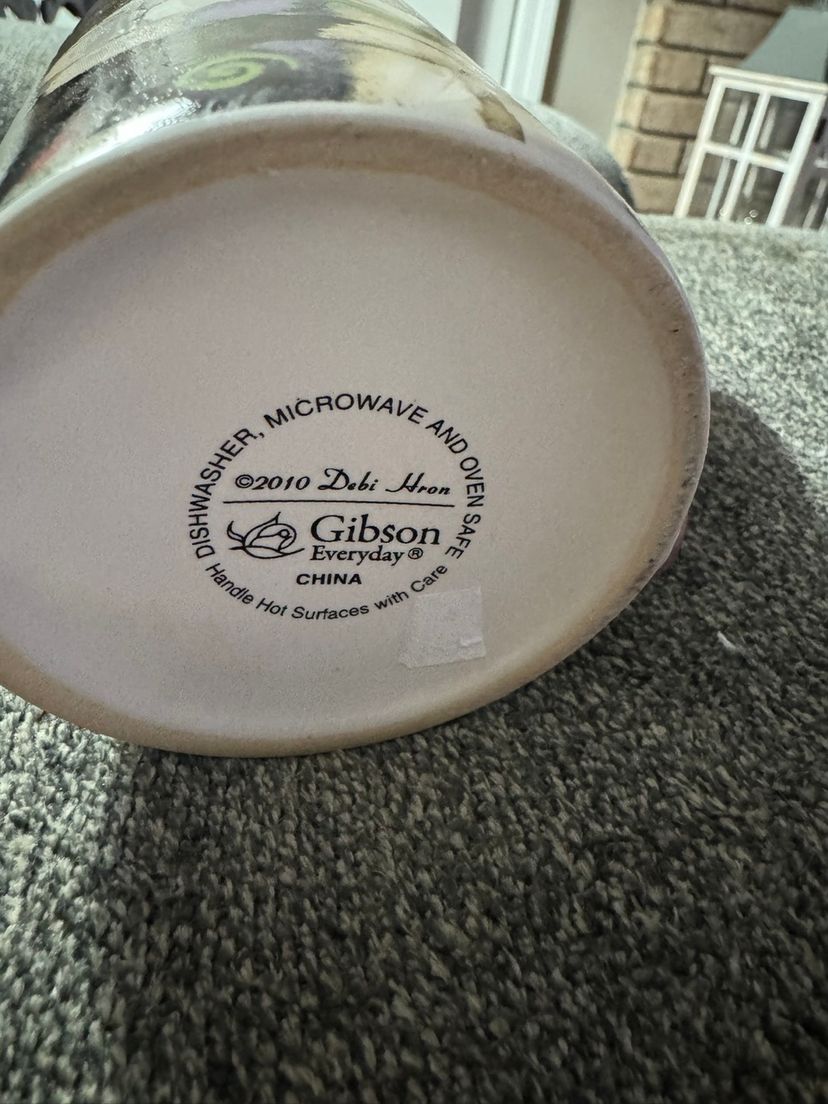 DISHWASHER, MICROWAVE AND OVEN SAFE
©2010 Debi Hron
Gibson
Everyday®
CHINA
Handle Hot Surfaces with Care